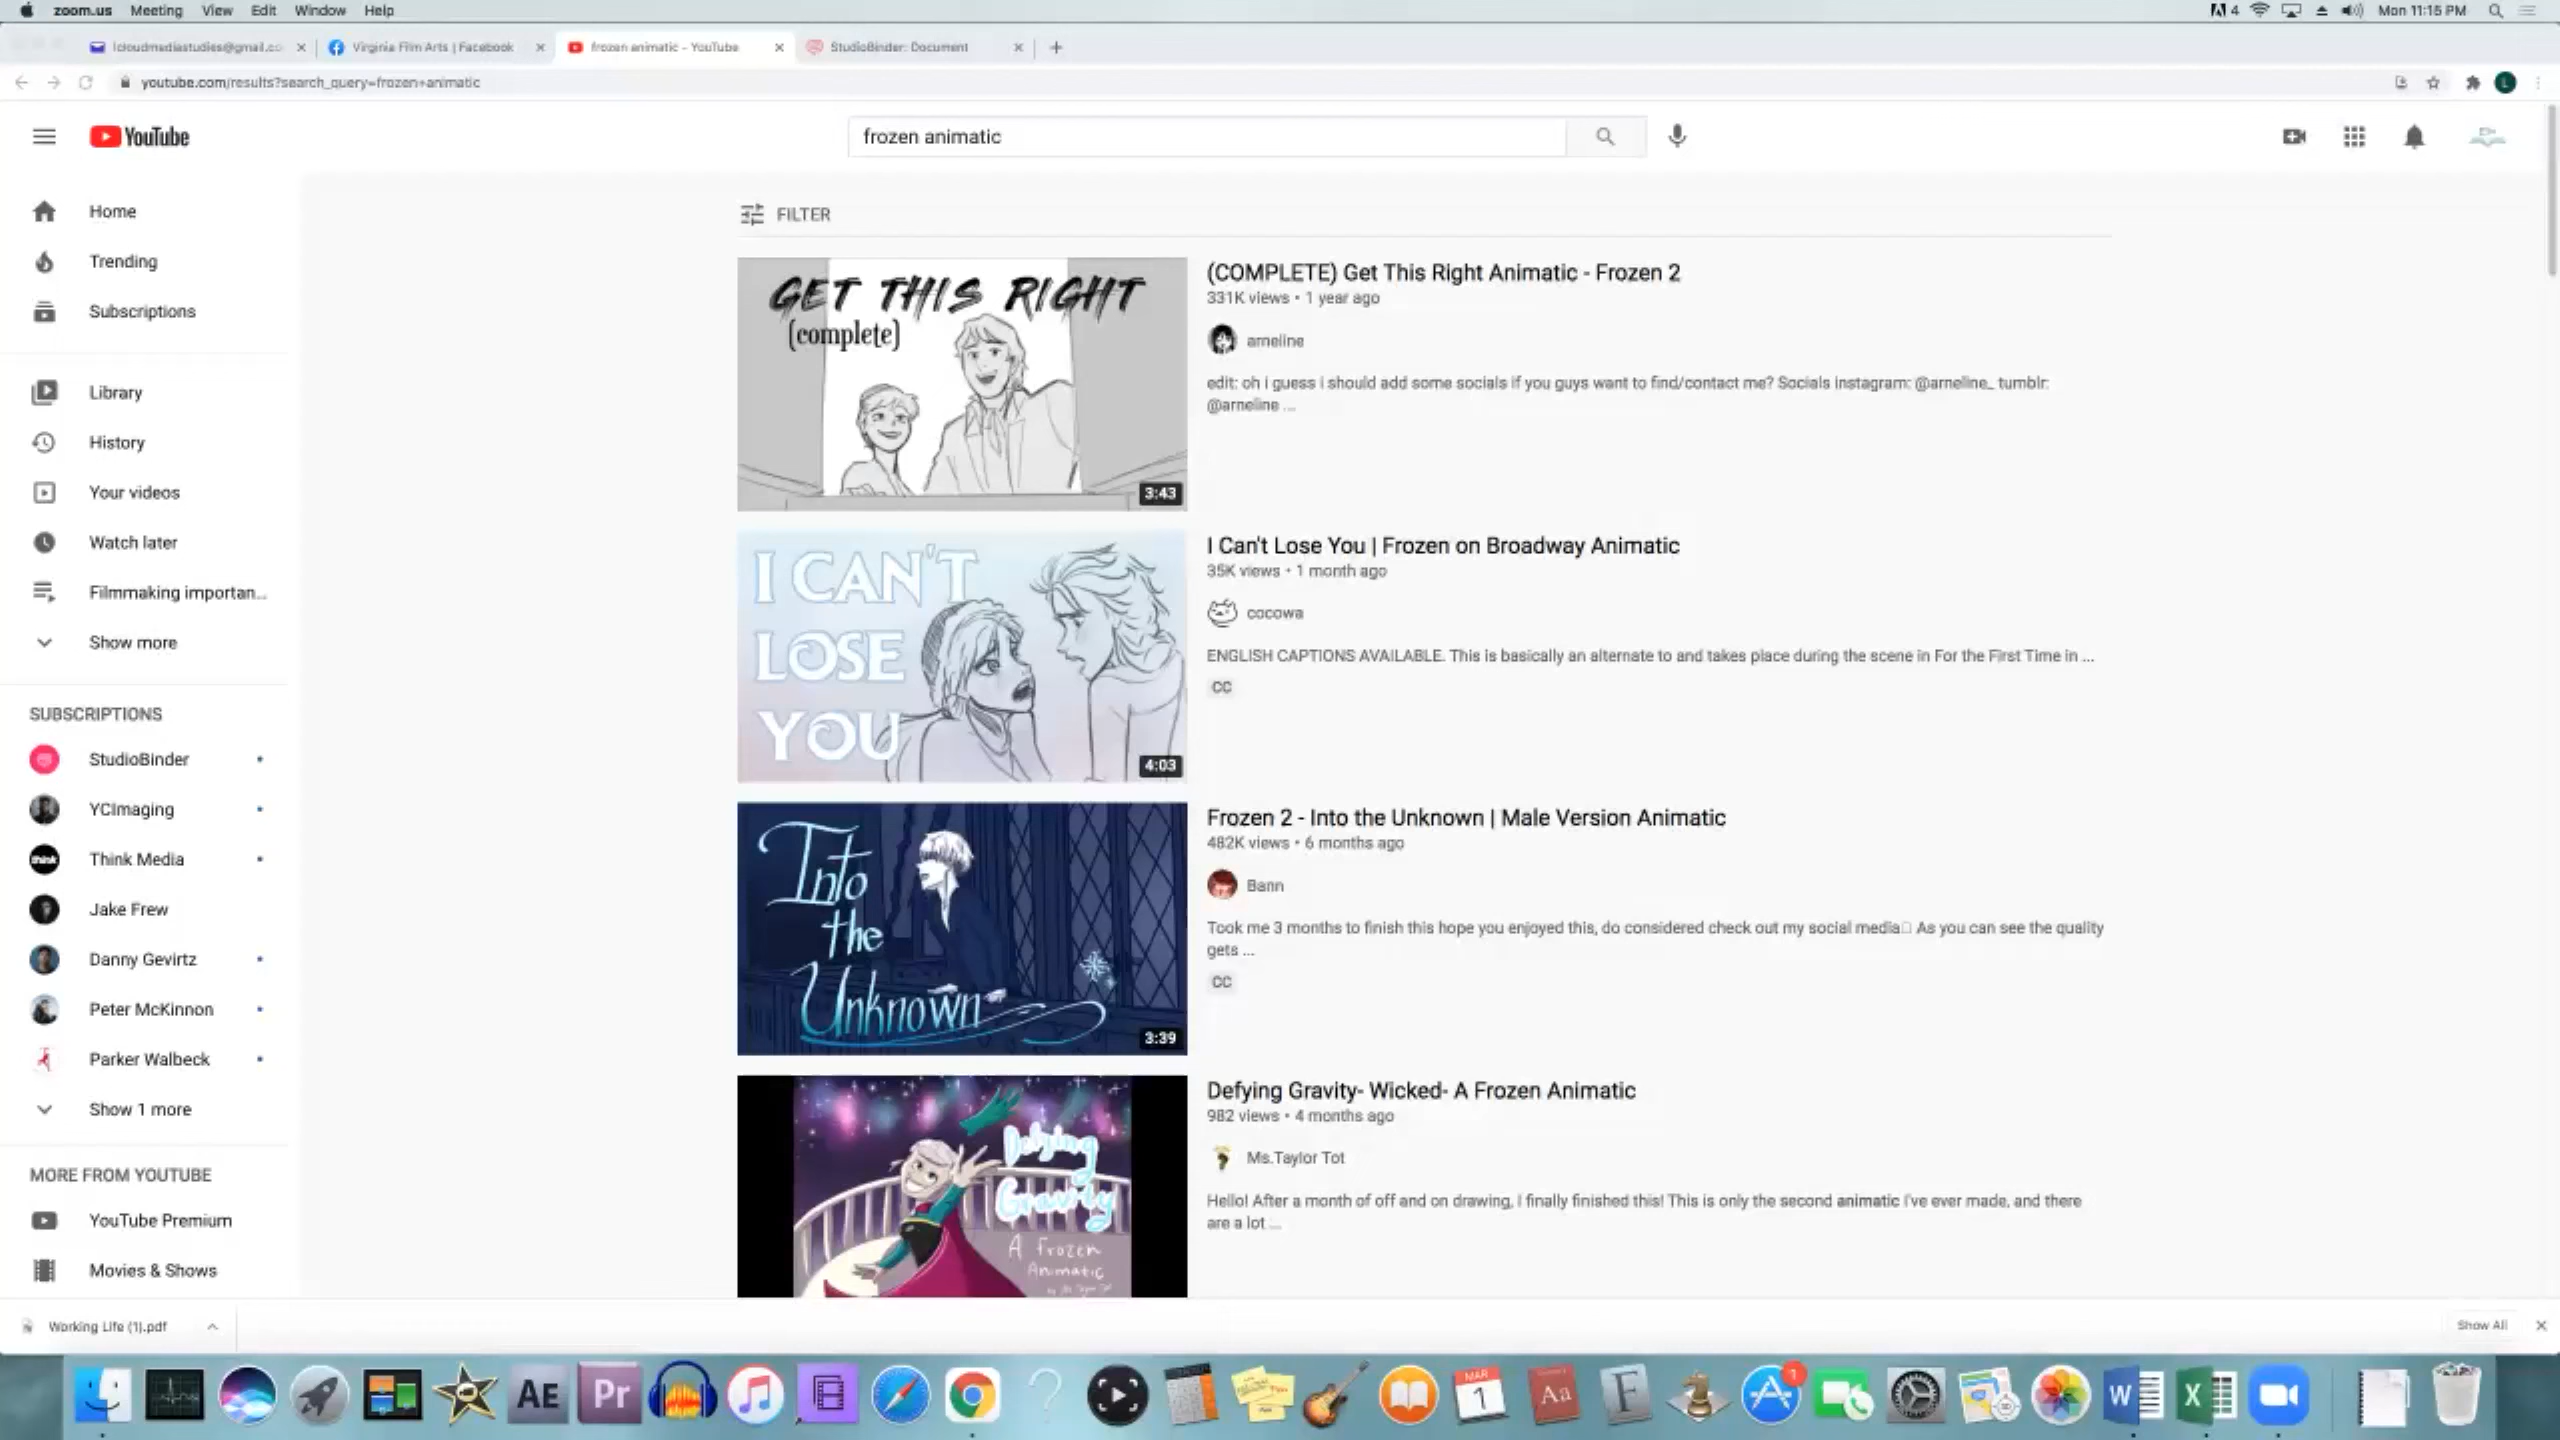 zoom.us Meeting View Edit Window Help
4 Mon 11:15 PM
Virginia Film Arts | Facebook
frozen animatic - YouTube
StudioBinder: Document
youtube.com/results?search_query=frozen+animatic
L
YouTube
frozen animatic
Home
Trending
Subscriptions
Library
History
Your videos
Watch later
Filmmaking importan...
Show more
SUBSCRIPTIONS
StudioBinder
YCImaging
think
Think Media
Jake Frew
Danny Gevirtz
Peter McKinnon
Parker Walbeck
Show 1 more
MORE FROM YOUTUBE
YouTube Premium
Movies & Shows
FILTER
GET THIS RIGHT
(complete)
3:43
(COMPLETE) Get This Right Animatic - Frozen 2
331K views • 1 year ago
arneline
edit: oh i guess i should add some socials if you guys want to find/contact me? Socials instagram: @arneline_ tumblr:
@arneline ...
I CAN'T
LOSE
YOU
4:03
I Can't Lose You | Frozen on Broadway Animatic
35K views • 1 month ago
cocowa
ENGLISH CAPTIONS AVAILABLE. This is basically an alternate to and takes place during the scene in For the First Time in ...
CC
Into
the
Unknown
3:39
Frozen 2 - Into the Unknown | Male Version Animatic
482K views • 6 months ago
Bann
Took me 3 months to finish this hope you enjoyed this, do considered check out my social media As you can see the quality
gets ...
CC
Defying
Gravity
A Frozen
Animatic
Defying Gravity- Wicked- A Frozen Animatic
982 views • 4 months ago
Ms.Taylor Tot
Hello! After a month of off and on drawing, I finally finished this! This is only the second animatic I've ever made, and there
are a lot ...
Working Life (1).pdf
Show All
AE
Pr
MAR
1
Aa
F
1
W
X